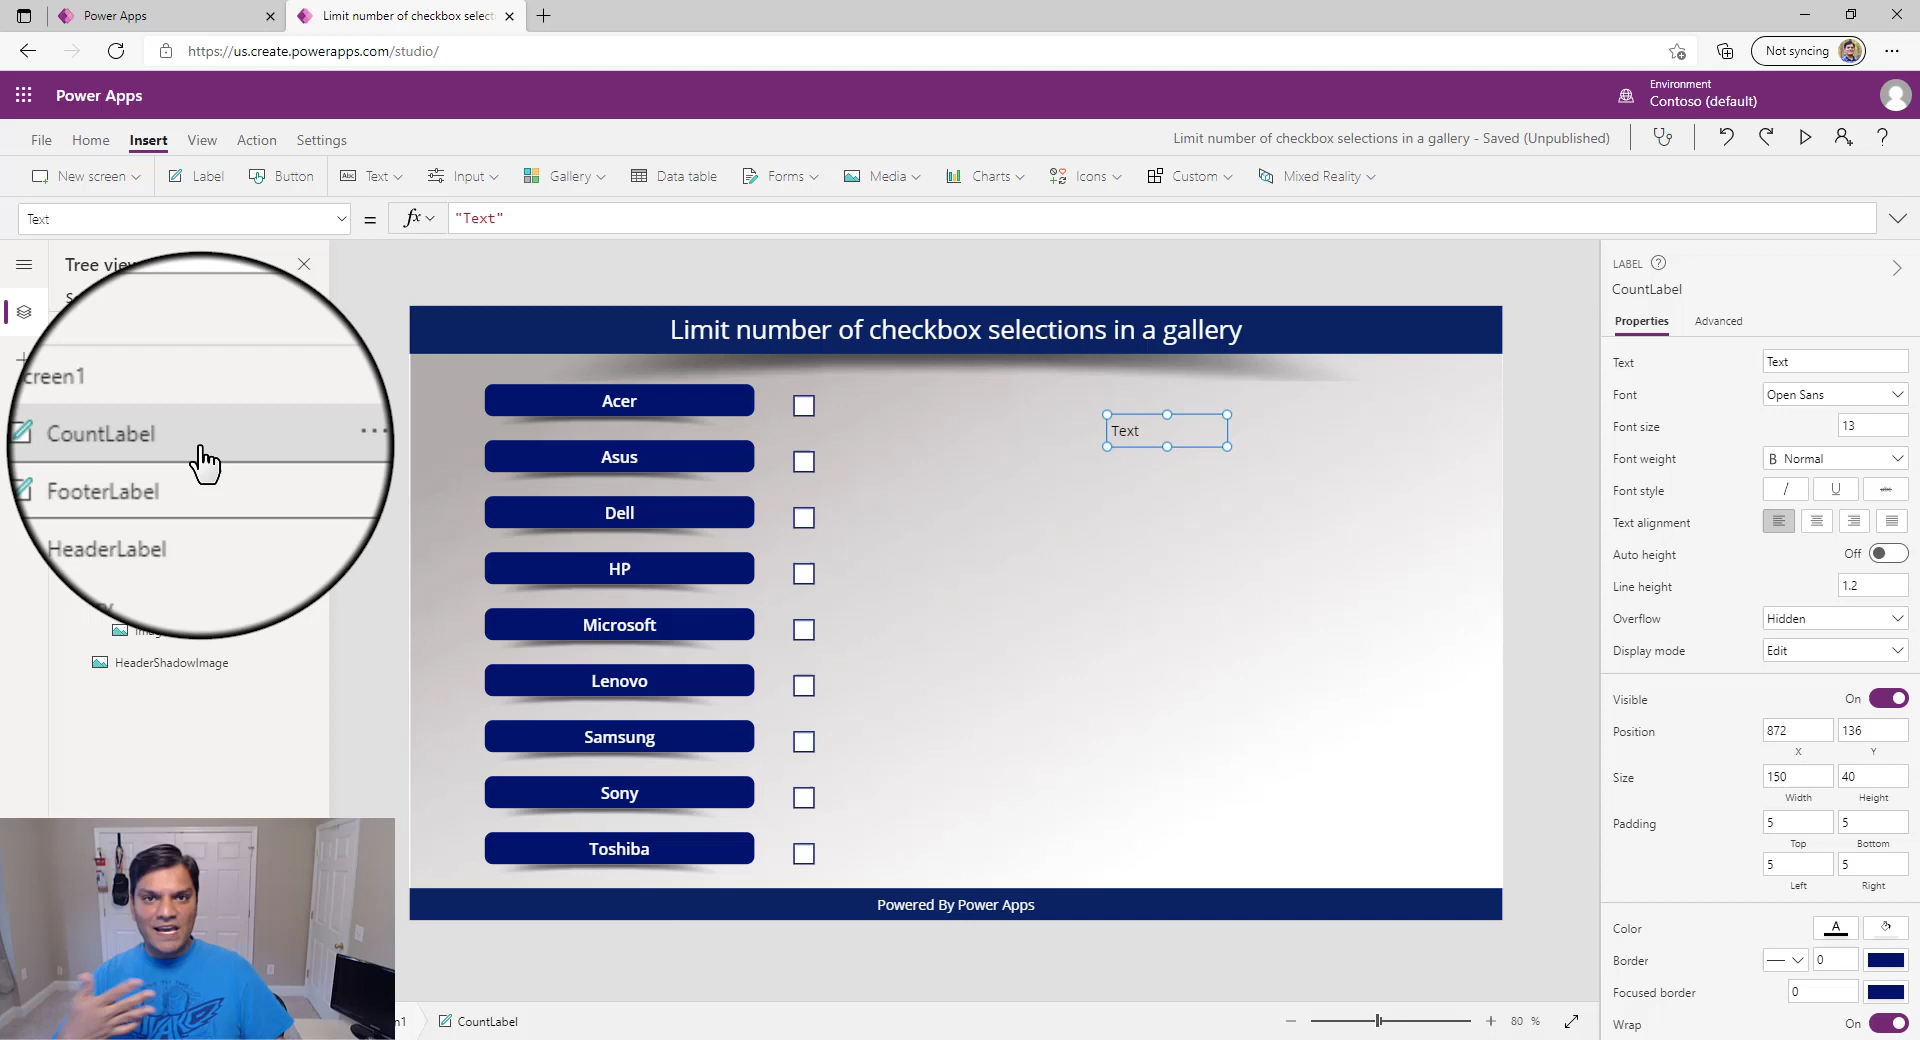 Power Apps
Limit number of checkbox select
https://us.create.powerapps.com/studio/
Not syncing
Power Apps
Environment
Contoso (default)
File Home Insert View Action Settings
Limit number of checkbox selections in a gallery - Saved (Unpublished)
New screen Label Button Text Input Gallery Data table Forms Media Charts Icons Custom Mixed Reality
Text = fx "Text"
Tree vie
creen1
CountLabel
FooterLabel
HeaderLabel
HeaderShadowImage
Limit number of checkbox selections in a gallery
Acer
Asus
Dell
HP
Microsoft
Lenovo
Samsung
Sony
Toshiba
Text
Powered By Power Apps
LABEL
CountLabel
Properties Advanced
Text Text
Font Open Sans
Font size 13
Font weight B Normal
Font style / U abc
Text alignment
Auto height Off
Line height 1.2
Overflow Hidden
Display mode Edit
Visible On
Position 872 136
X Y
Size 150 40
Width Height
Padding 5 5
Top Bottom
5 5
Left Right
Color A
Border 0
Focused border 0
Wrap On
n1 CountLabel
80 %